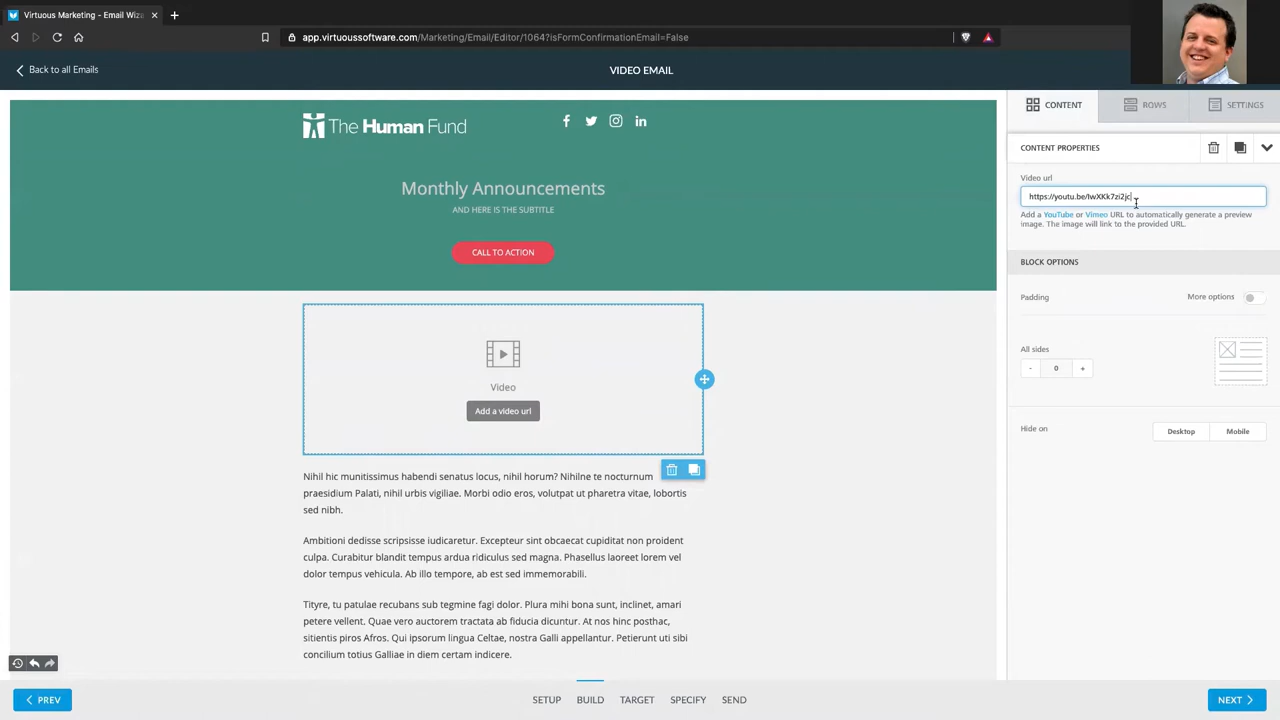 Virtuous Marketing - Email Wiza
app.virtuoussoftware.com/Marketing/Email/Editor/1064?isFormConfirmationEmail=False
Back to all Emails
VIDEO EMAIL
CONTENT
ROWS
SETTINGS
The Human Fund
Monthly Announcements
AND HERE IS THE SUBTITLE
CALL TO ACTION
Video
Add a video url
Nihil hic munitissimus habendi senatus locus, nihil horum? Nihilne te nocturnum
praesidium Palati, nihil urbis vigiliae. Morbi odio eros, volutpat ut pharetra vitae, lobortis
sed nibh.
Ambitioni dedisse scripsisse iudicaretur. Excepteur sint obcaecat cupiditat non proident
culpa. Curabitur blandit tempus ardua ridiculus sed magna. Phasellus laoreet lorem vel
dolor tempus vehicula. Ab illo tempore, ab est sed immemorabili.
Tityre, tu patulae recubans sub tegmine fagi dolor. Plura mihi bona sunt, inclinet, amari
petere vellent. Quae vero auctorem tractata ab fiducia dicuntur. At nos hinc posthac,
sitientis piros Afros. Qui ipsorum lingua Celtae, nostra Galli appellantur. Petierunt uti sibi
concilium totius Galliae in diem certam indicere.
CONTENT PROPERTIES
Video url
https://youtu.be/IwXKk7zi2jc
Add a YouTube or Vimeo URL to automatically generate a preview
image. The image will link to the provided URL.
BLOCK OPTIONS
Padding
More options
All sides
- 0 +
Hide on
Desktop
Mobile
PREV
SETUP
BUILD
TARGET
SPECIFY
SEND
NEXT